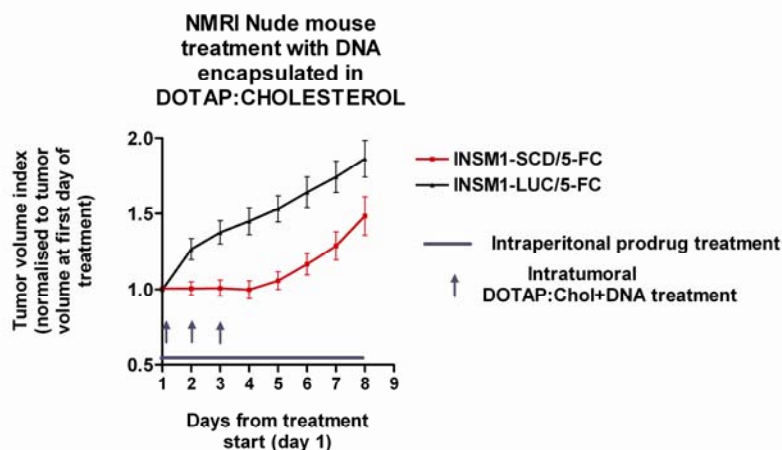 NMRI Nude mouse
treatment with DNA
encapsulated in
DOTAP:CHOLESTEROL
Tumor volume index
(normalised to tumor
volume at first day of
treatment)
2.0
1.5
1.0
0.5
1 2 3 4 5 6 7 8 9
Days from treatment
start (day 1)
INSM1-SCD/5-FC
INSM1-LUC/5-FC
Intraperitonal prodrug treatment
Intratumoral
DOTAP:Chol+DNA treatment